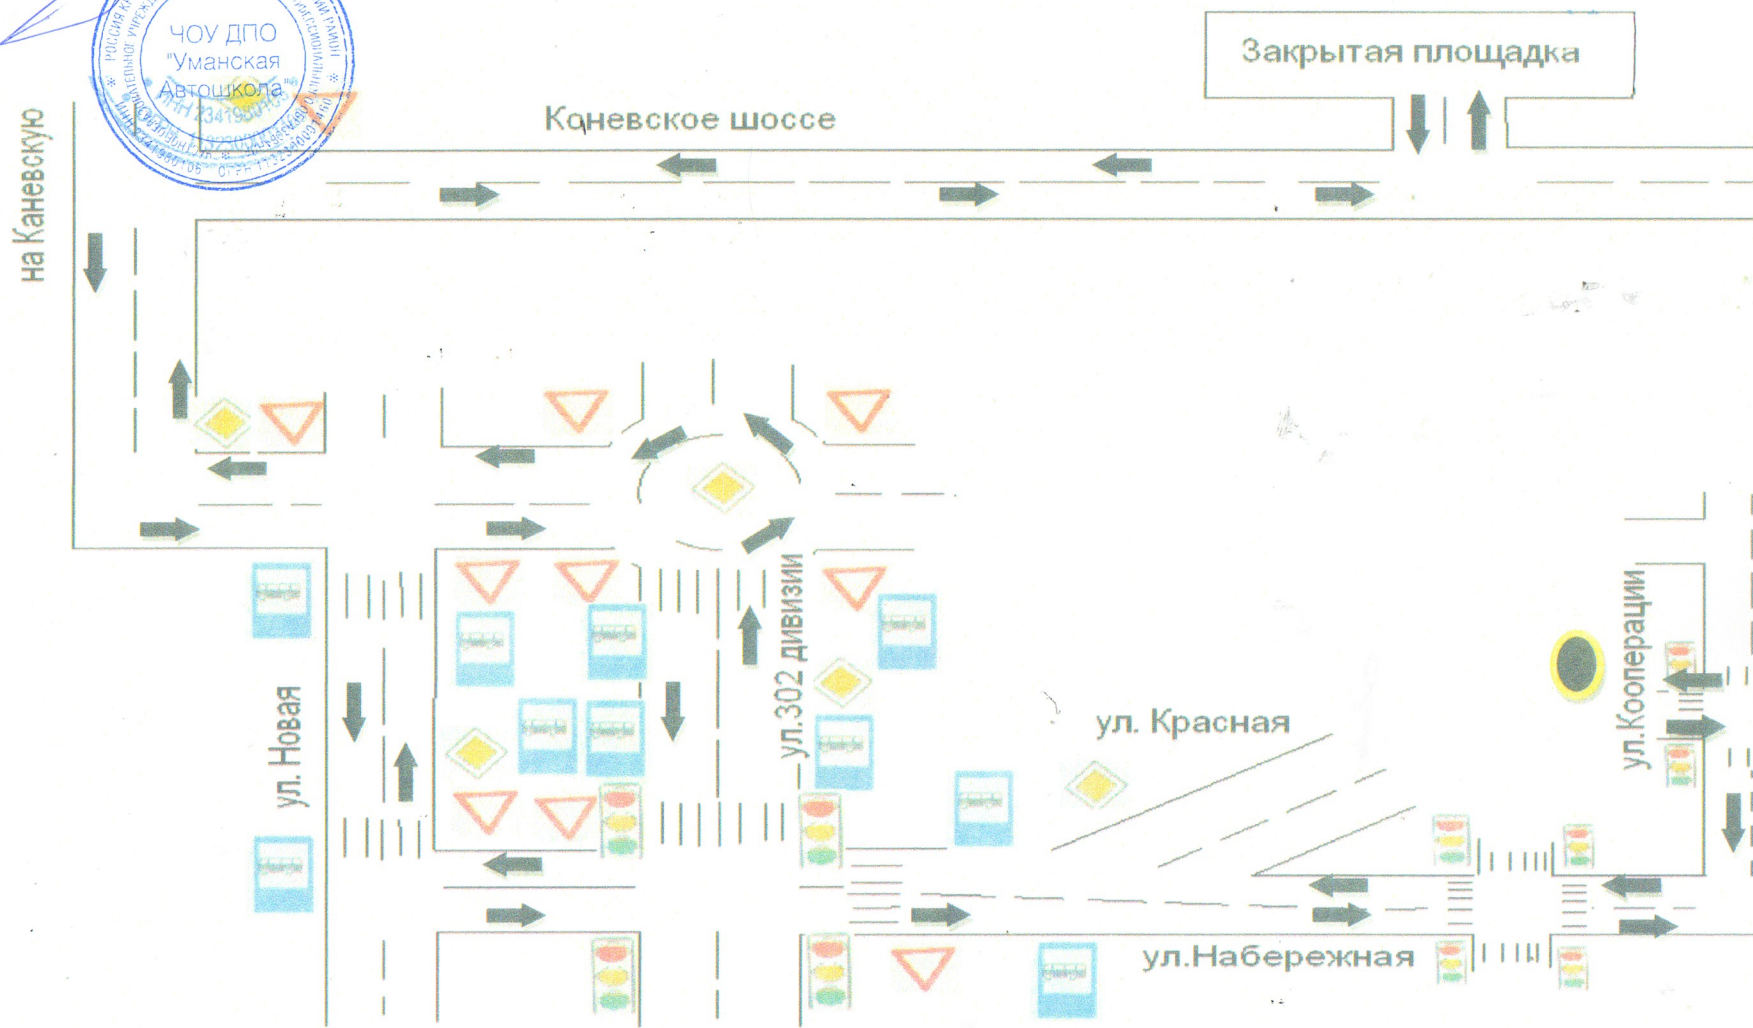 ЧОУ ДПО
"Уманская
Автошкола"
Закрытая площадка
Коневское шоссе
на Каневскую
ул. Новая
ул.302 дивизии
ул. Красная
ул.Кооперации
ул.Набережная